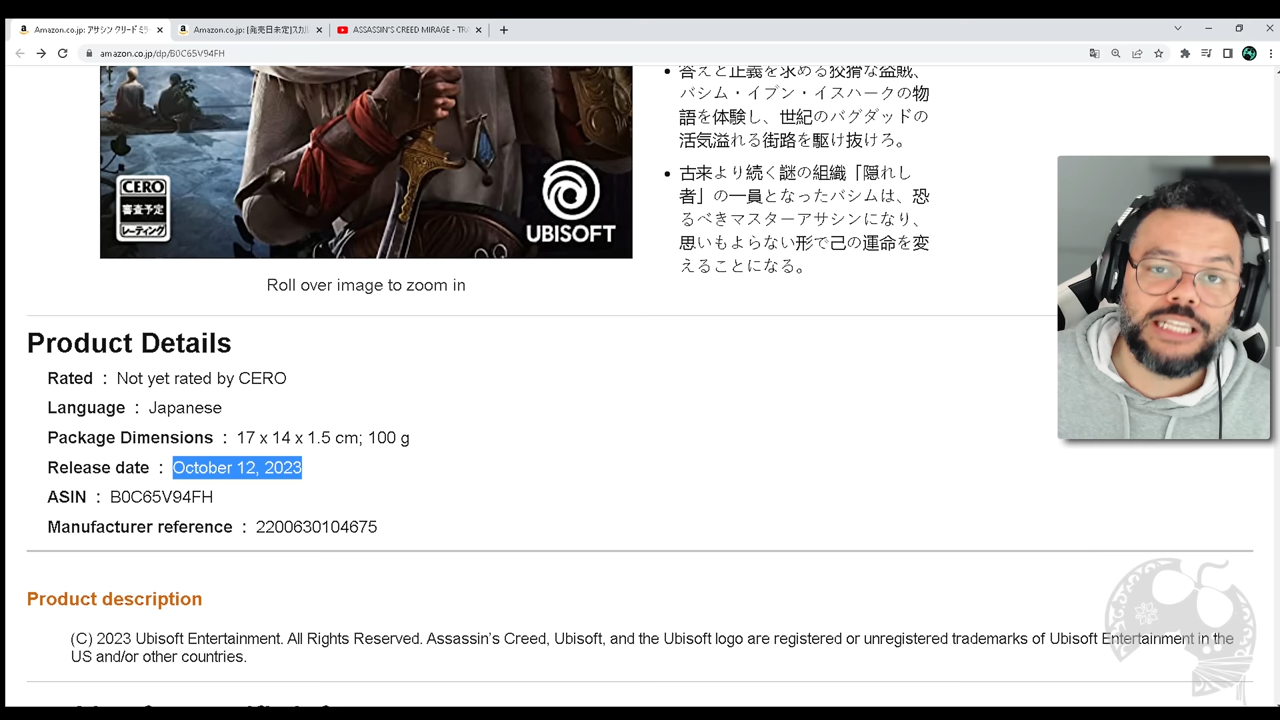 Amazon.co.jp: アサシン クリード ミラ
Amazon.co.jp: [発売日未定]スカル
ASSASSIN'S CREED MIRAGE - TR
amazon.co.jp/dp/B0C65V94FH
CERO
審査予定
レーティング
UBISOFT
Roll over image to zoom in
答えと正義を求める狡猾な盗賊、
バシム・イブン・イスハークの物
語を体験し、世紀のバグダッドの
活気溢れる街路を駆け抜けろ。
古来より続く謎の組織「隠れし
者」の一員となったバシムは、恐
るべきマスターアサシンになり、
思いもよらない形で己の運命を変
えることになる。
Product Details
Rated : Not yet rated by CERO
Language : Japanese
Package Dimensions : 17 x 14 x 1.5 cm; 100 g
Release date : October 12, 2023
ASIN : B0C65V94FH
Manufacturer reference : 2200630104675
Product description
(C) 2023 Ubisoft Entertainment. All Rights Reserved. Assassin's Creed, Ubisoft, and the Ubisoft logo are registered or unregistered trademarks of Ubisoft Entertainment in the
US and/or other countries.